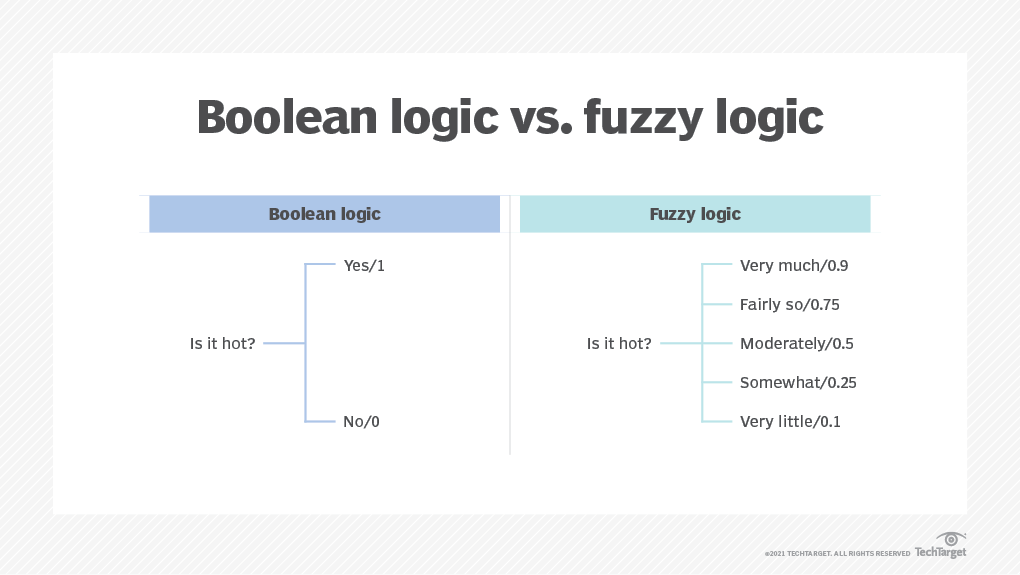 Boolean logic vs. fuzzy logic
Boolean logic
Is it hot?
Yes/1
No/0
Fuzzy logic
Is it hot?
Very much/0.9
Fairly so/0.75
Moderately/0.5
Somewhat/0.25
Very little/0.1
©2021 TECHTARGET. ALL RIGHTS RESERVED TechTarget